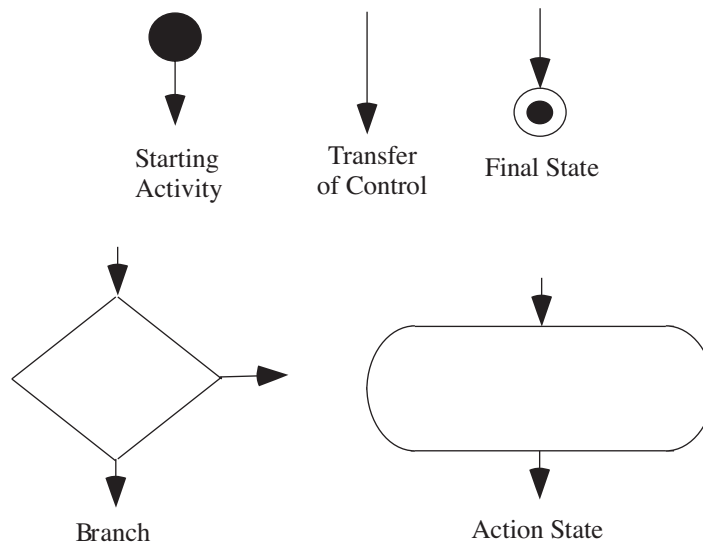 Starting
Activity
Transfer
of Control
Final State
Branch
Action State